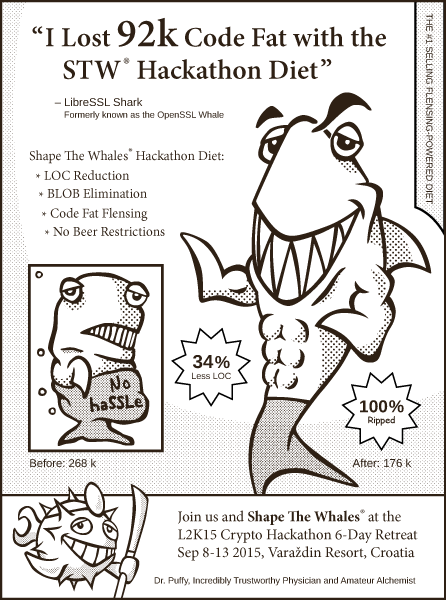 “I Lost 92k Code Fat with the
STW® Hackathon Diet”
– LibreSSL Shark
Formerly known as the OpenSSL Whale
THE #1 SELLING FLENSING-POWERED DIET
Shape The Whales® Hackathon Diet:
» LOC Reduction
» BLOB Elimination
» Code Fat Flensing
» No Beer Restrictions
No
haSSLe
34%
Less LOC
100%
Ripped
Before: 268 k
After: 176 k
Join us and Shape The Whales® at the
L2K15 Crypto Hackathon 6-Day Retreat
Sep 8-13 2015, Varaždin Resort, Croatia
Dr. Puffy, Incredibly Trustworthy Physician and Amateur Alchemist